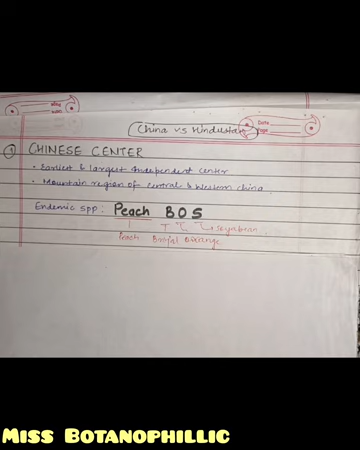 China vs Hindustan
Date
Page
① CHINESE CENTER
• Earliest & largest independent center
• Mountain region of central & western china.
Endemic spp: Peach B O S
→ soyabean
Peach Brinjal Orange
MISS BOTANOPHILLIC